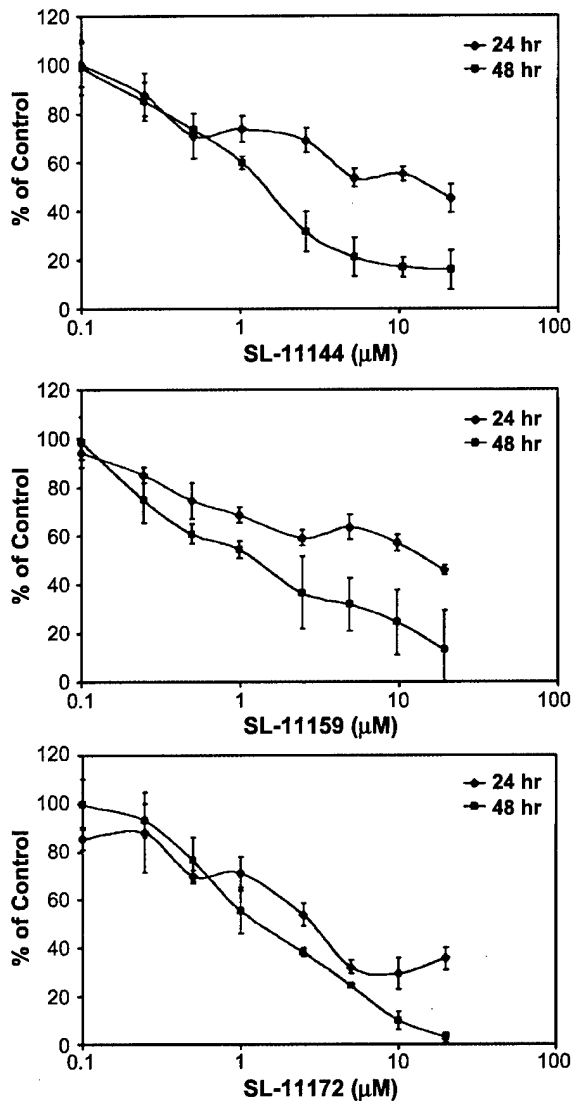 120
100
80
60
40
20
0
% of Control
24 hr
48 hr
0.1 1 10 100
SL-11144 (μM)
120
100
80
60
40
20
0
% of Control
24 hr
48 hr
0.1 1 10 100
SL-11159 (μM)
120
100
80
60
40
20
0
% of Control
24 hr
48 hr
0.1 1 10 100
SL-11172 (μM)